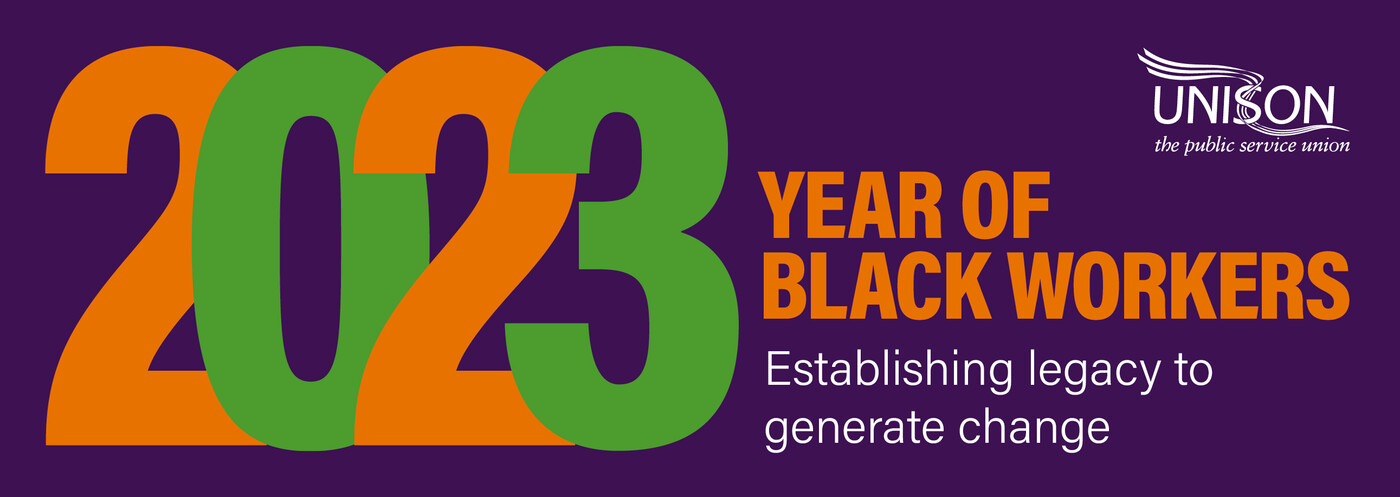 2023
UNISON
the public service union
YEAR OF
BLACK WORKERS
Establishing legacy to
generate change